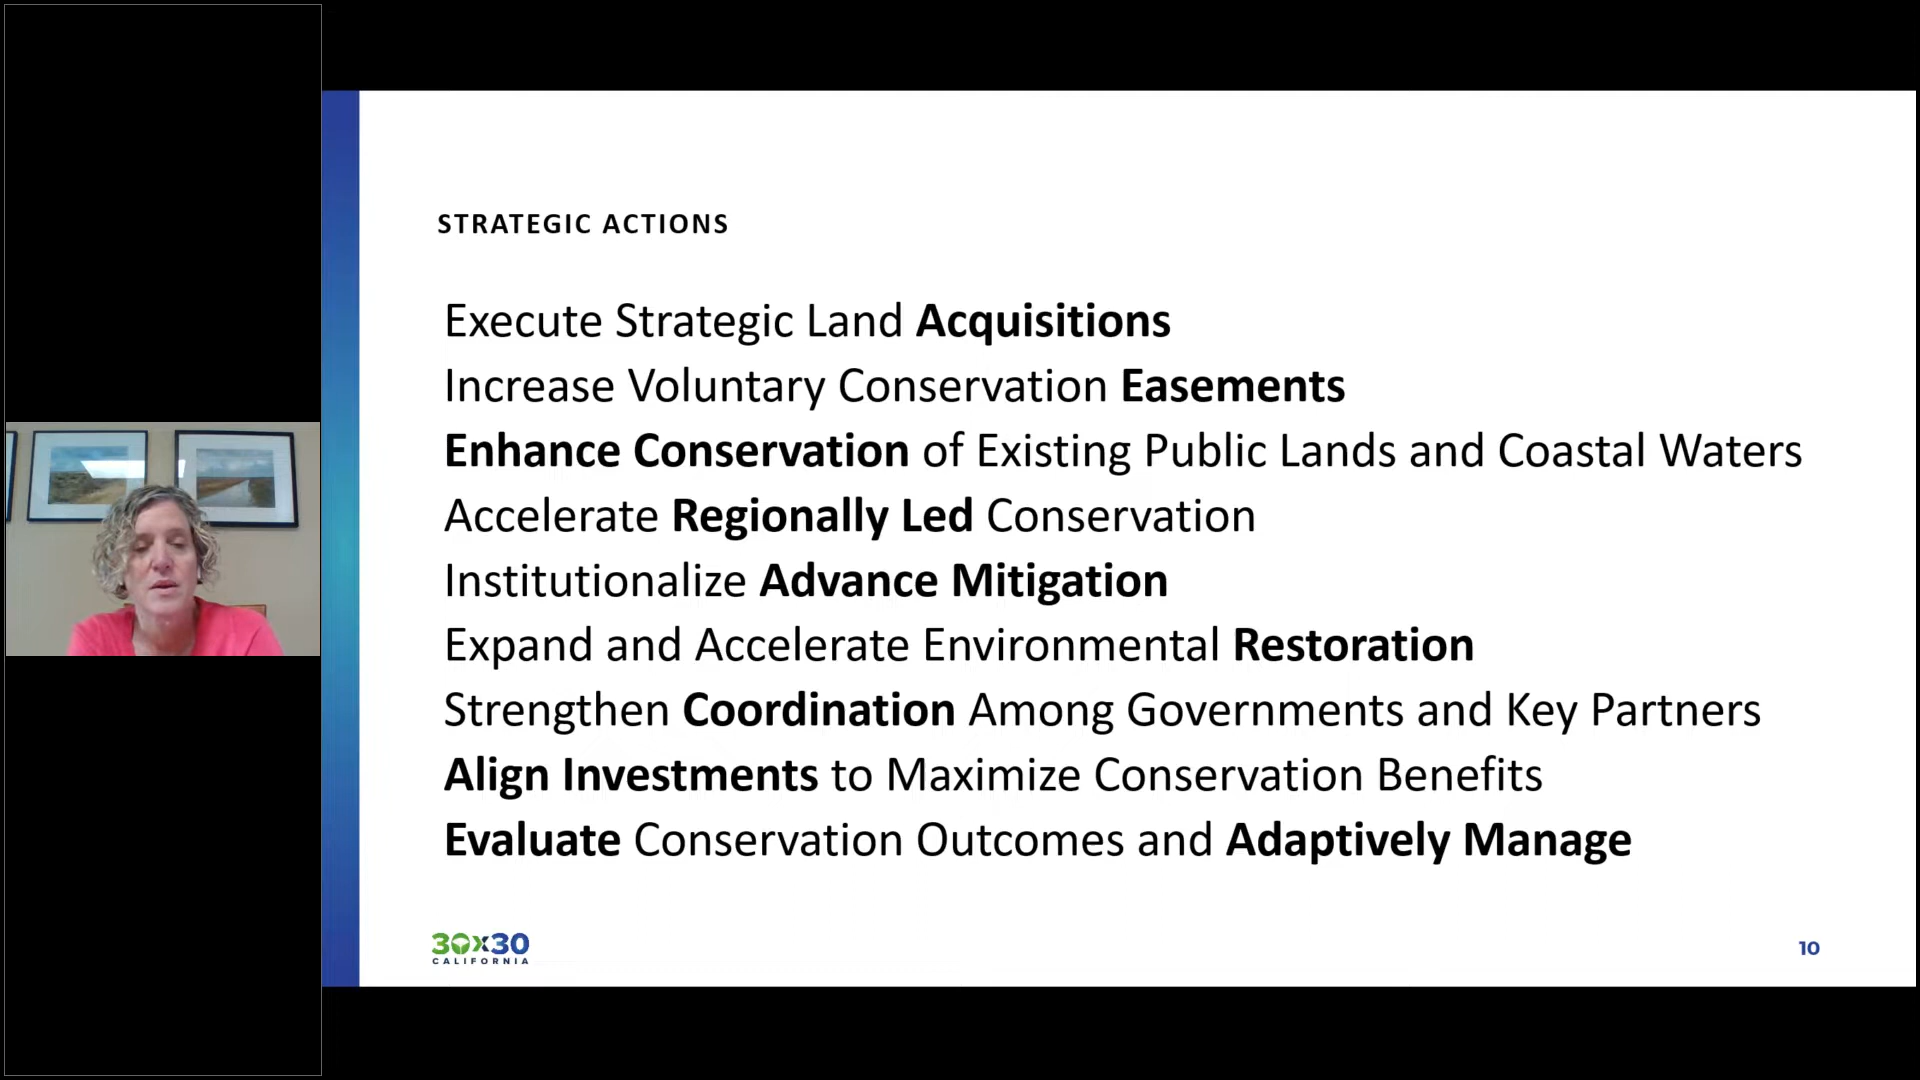 STRATEGIC ACTIONS
Execute Strategic Land Acquisitions
Increase Voluntary Conservation Easements
Enhance Conservation of Existing Public Lands and Coastal Waters
Accelerate Regionally Led Conservation
Institutionalize Advance Mitigation
Expand and Accelerate Environmental Restoration
Strengthen Coordination Among Governments and Key Partners
Align Investments to Maximize Conservation Benefits
Evaluate Conservation Outcomes and Adaptively Manage
30x30
CALIFORNIA
10